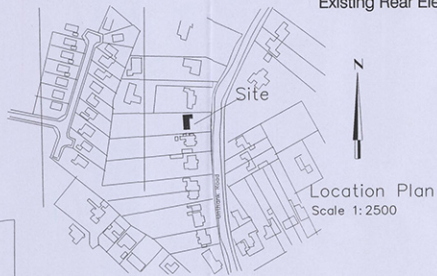 Existing Rear Ele
N
Site
Location Plan
Scale 1:2500